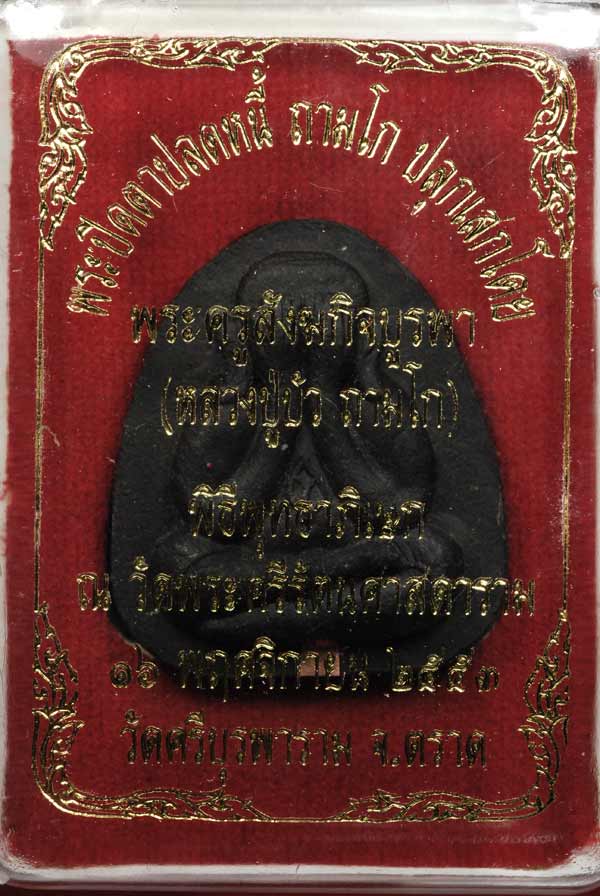 พระปิดตาปลดหนี้ ถามโก ปลุกเสกโดย
พระครูสังฆกิจบูรพา
(หลวงปู่บัว ถามโก)
พิธีพุทธาภิเษก
ณ วัดพระศรีรัตนศาสดาราม
๑๖ พฤศจิกายน ๒๕๕๓
วัดศรีบุรพาราม จ.ตราด